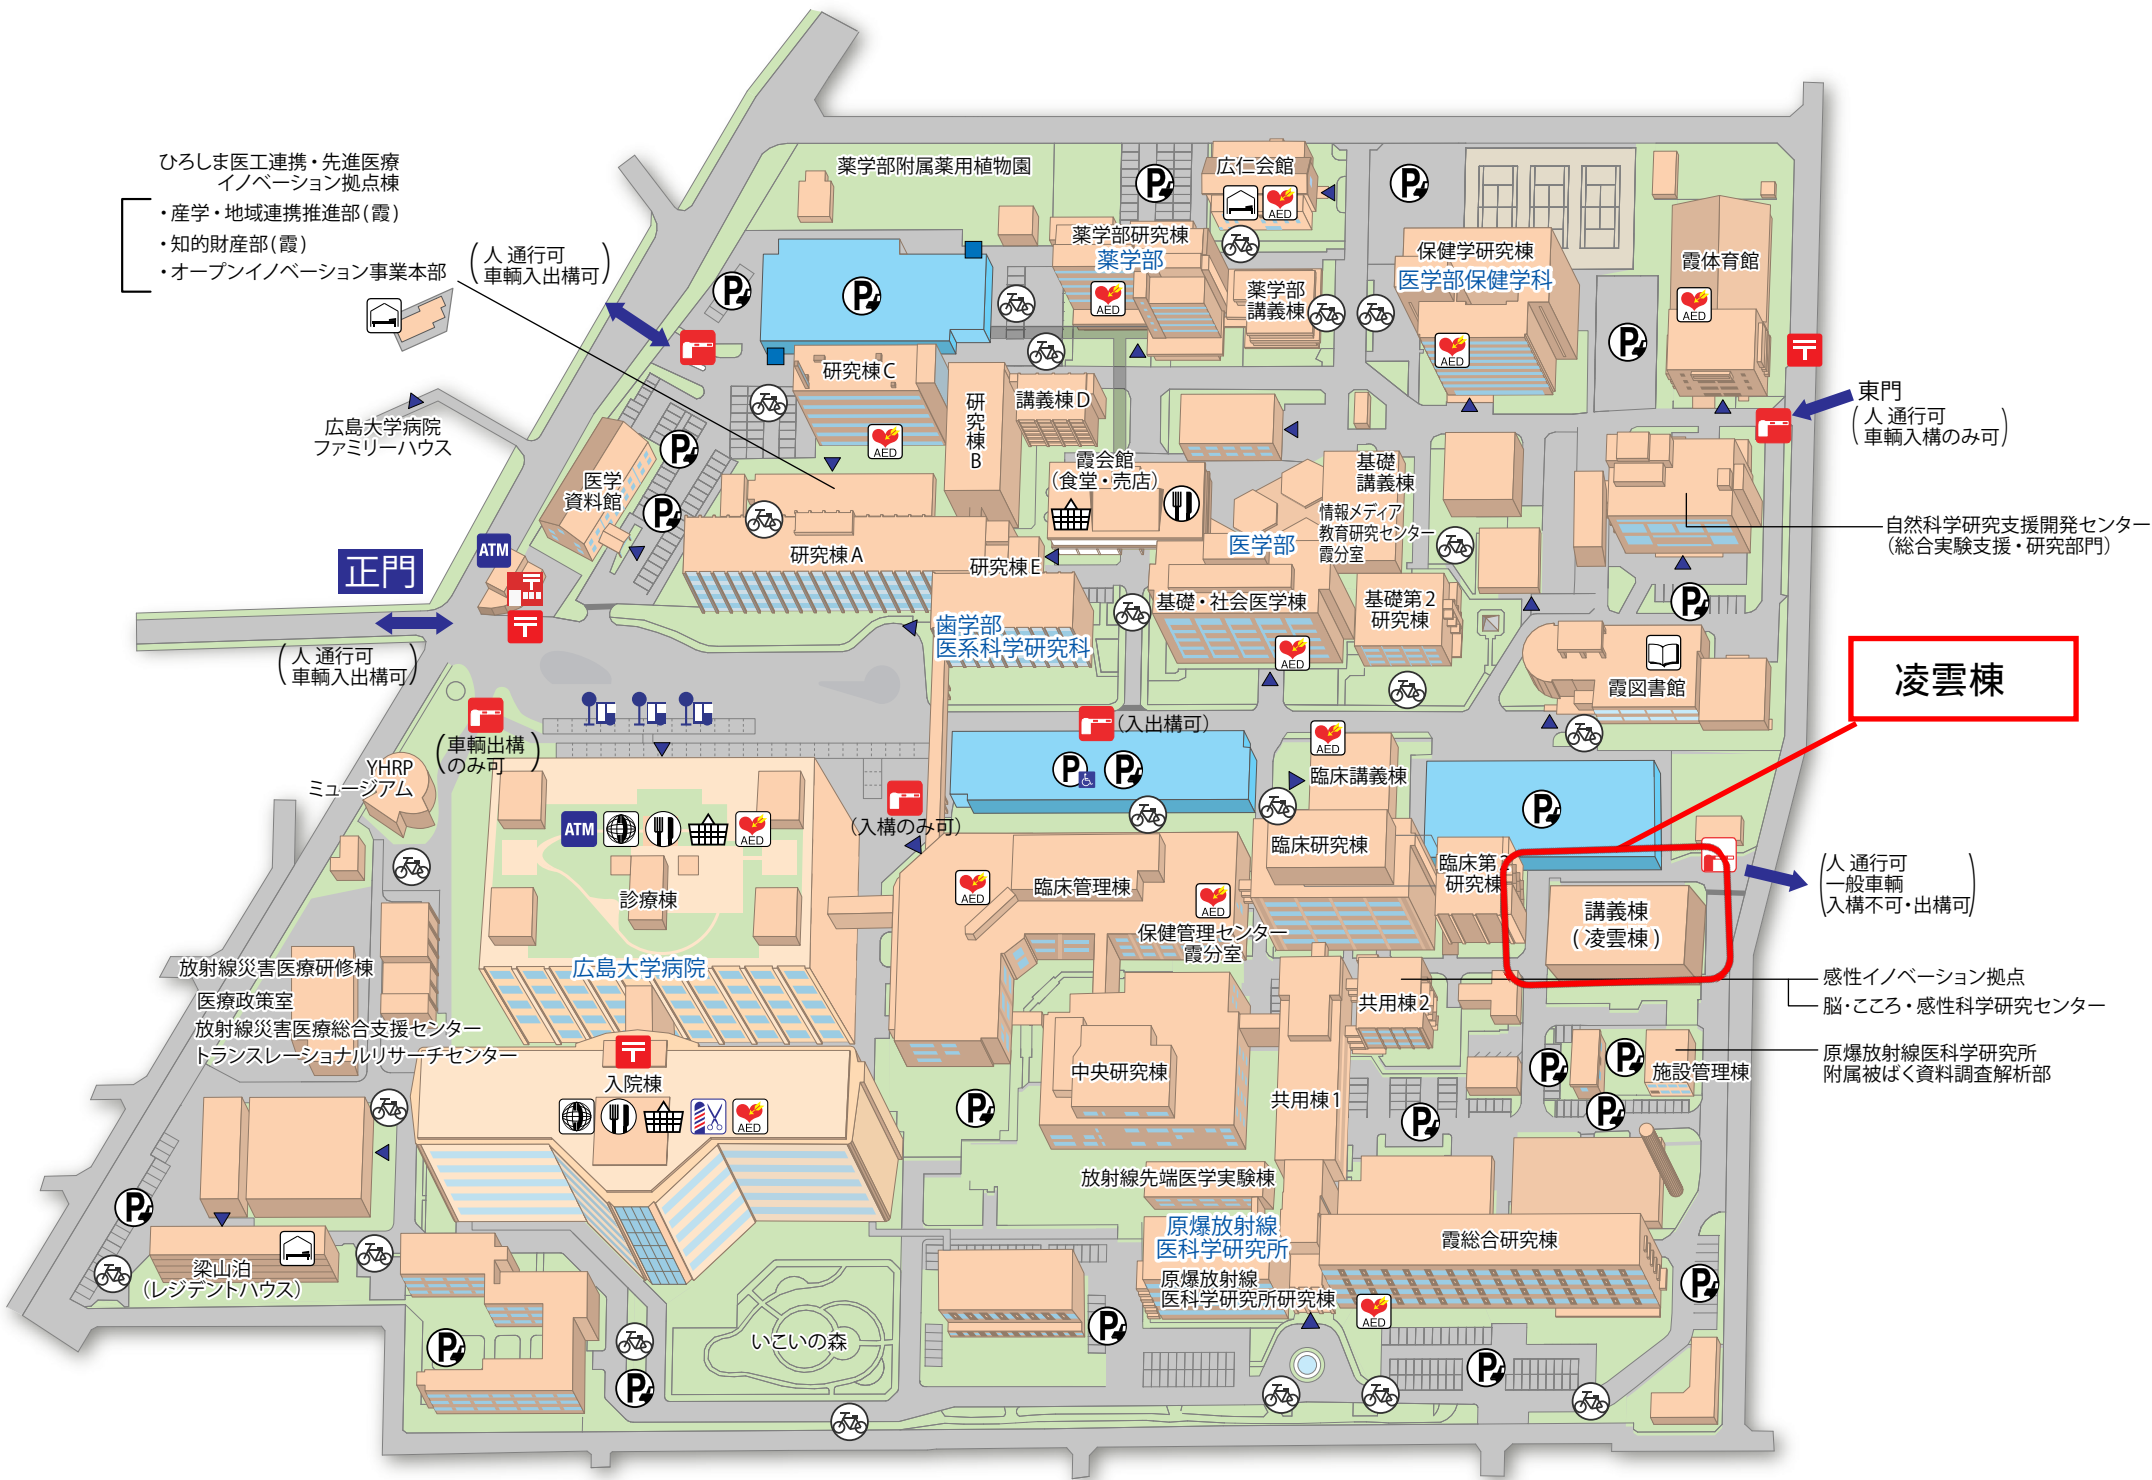 ひろしま医工連携・先進医療
イノベーション拠点棟
・産学・地域連携推進部(霞)
・知的財産部(霞)
・オープンイノベーション事業本部
(人 通行可
車輌入出構可)
広島大学病院
ファミリーハウス
薬学部附属薬用植物園
広仁会館
AED
薬学部研究棟
薬学部
AED
薬学部
講義棟
保健学研究棟
医学部保健学科
AED
霞体育館
AED
P
P
P
P
P
東門
(人 通行可
車輌入構のみ可)
研究棟C
AED
研究棟B
講義棟D
医学
資料館
P
P
霞会館
(食堂・売店)
基礎
講義棟
情報メディア
教育研究センター
霞分室
医学部
自然科学研究支援開発センター
(総合実験支援・研究部門)
P
研究棟A
研究棟E
ATM
正門
(人 通行可
車輌入出構可)
歯学部
医系科学研究科
基礎・社会医学棟
AED
基礎第2
研究棟
霞図書館
凌雲棟
(車輌出構
のみ可)
(入出構可)
P
P
AED
臨床講義棟
P
YHRP
ミュージアム
(入構のみ可)
ATM
AED
診療棟
広島大学病院
臨床研究棟
臨床第2
研究棟
AED
臨床管理棟
AED
保健管理センター
霞分室
講義棟
(凌雲棟)
(人 通行可
一般車輌
入構不可・出構可)
放射線災害医療研修棟
医療政策室
放射線災害医療総合支援センター
トランスレーショナルリサーチセンター
共用棟2
感性イノベーション拠点
脳・こころ・感性科学研究センター
入院棟
AED
中央研究棟
共用棟1
P
P
P
P
P
施設管理棟
原爆放射線医科学研究所
附属被ばく資料調査解析部
放射線先端医学実験棟
原爆放射線
医科学研究所
原爆放射線
医科学研究所研究棟
霞総合研究棟
AED
P
梁山泊
(レジデントハウス)
P
いこいの森
P
P
P
P